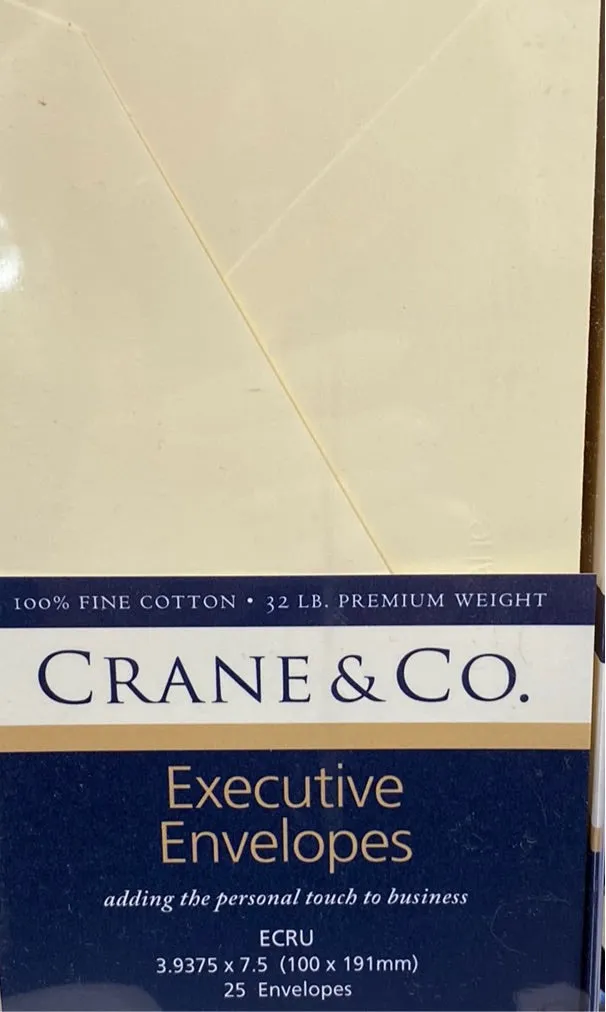 100% FINE COTTON • 32 LB. PREMIUM WEIGHT
CRANE & CO.
Executive
Envelopes
adding the personal touch to business
ECRU
3.9375 x 7.5 (100 x 191mm)
25 Envelopes